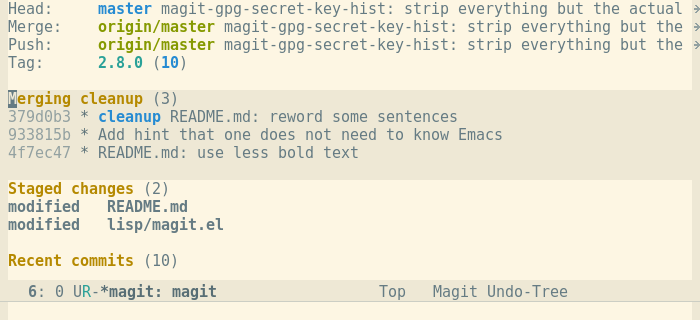 Head:     master magit-gpg-secret-key-hist: strip everything but the actual
Merge:    origin/master magit-gpg-secret-key-hist: strip everything but the
Push:     origin/master magit-gpg-secret-key-hist: strip everything but the
Tag:      2.8.0 (10)
Merging cleanup (3)
379d0b3 * cleanup README.md: reword some sentences
933815b * Add hint that one does not need to know Emacs
4f7ec47 * README.md: use less bold text
Staged changes (2)
modified   README.md
modified   lisp/magit.el
Recent commits (10)
6: 0 UR-*magit: magit                  Top   Magit Undo-Tree